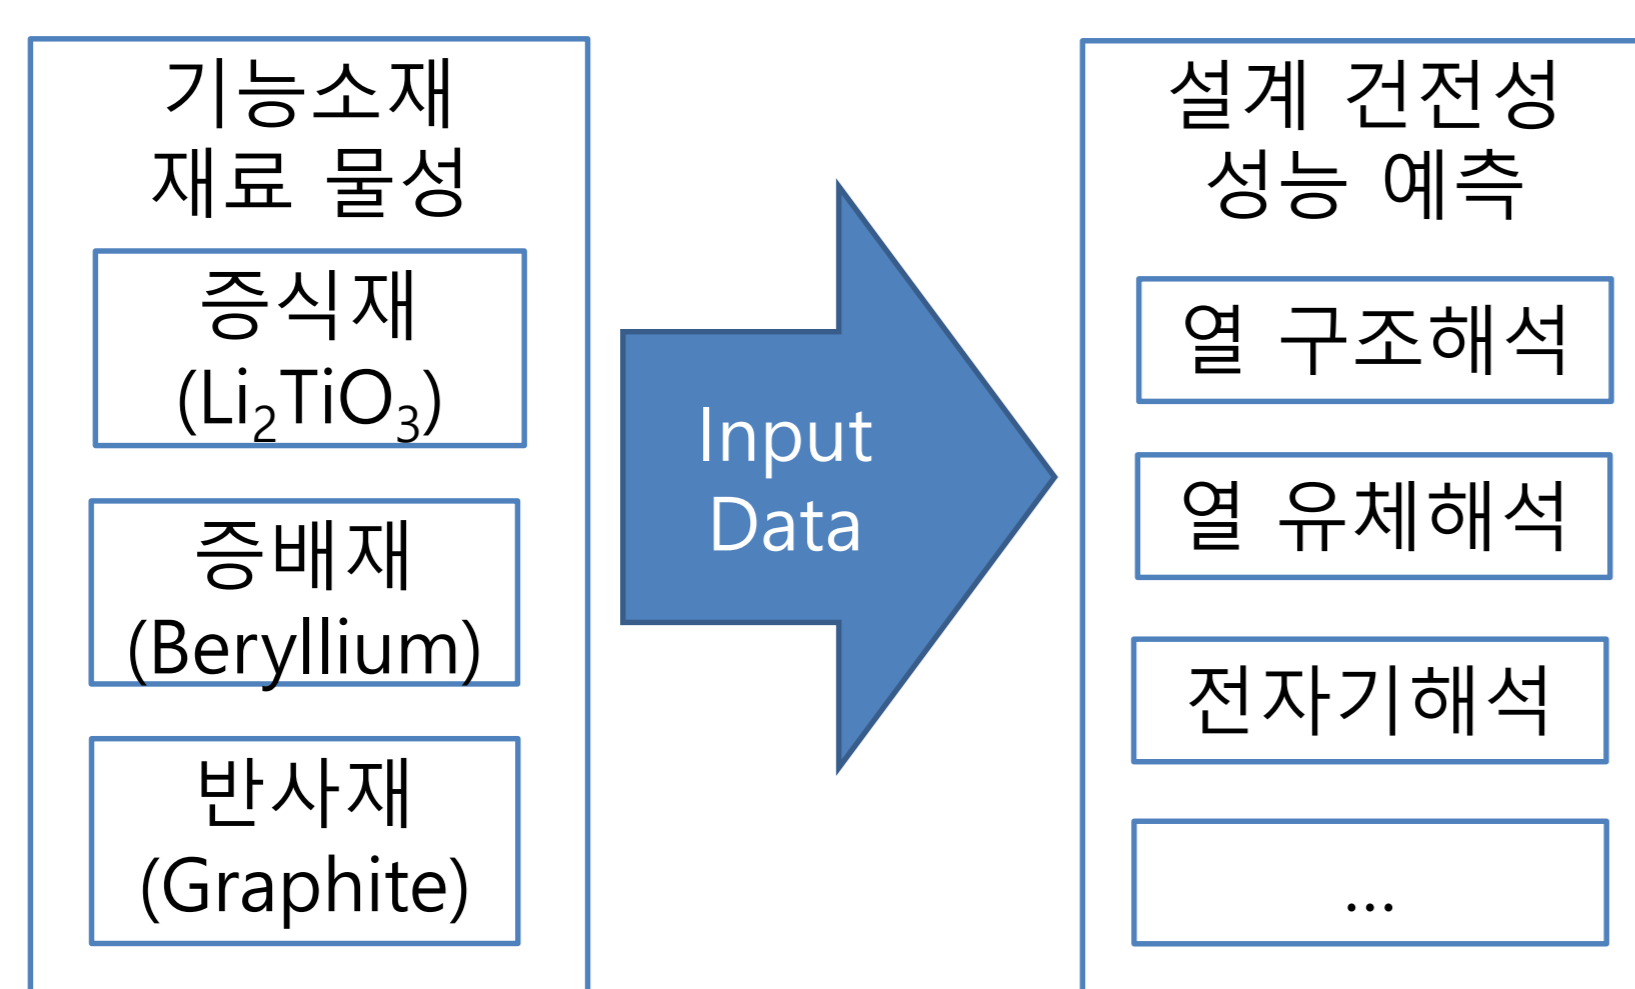 기능소재
재료 물성
증식재
(Li₂TiO₃)
증배재
(Beryllium)
반사재
(Graphite)
Input
Data
설계 건전성
성능 예측
열 구조해석
열 유체해석
전자기해석
...